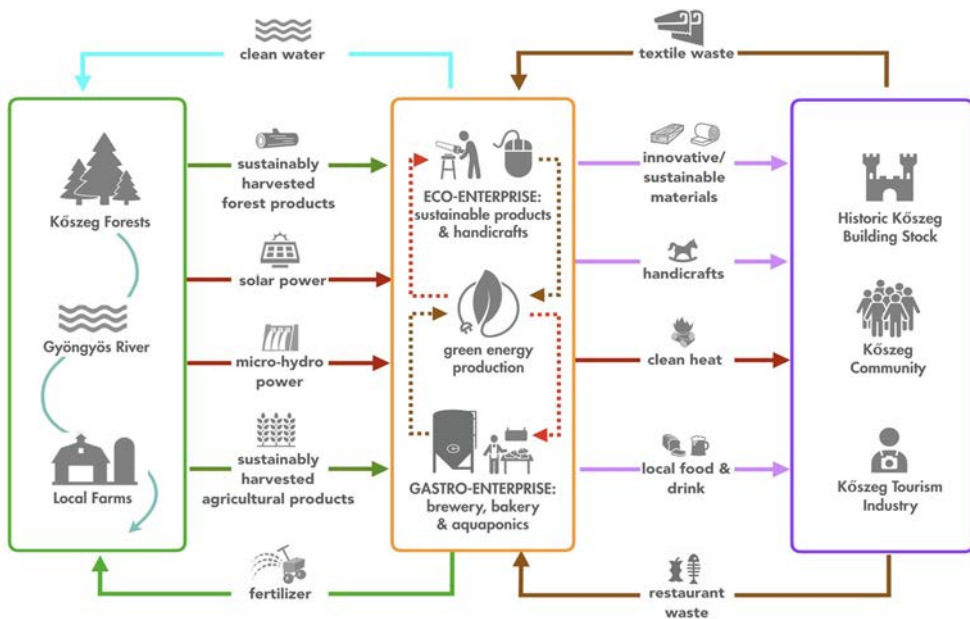 clean water
textile waste
Kőszeg Forests
Gyöngyös River
Local Farms
sustainably
harvested
forest products
solar power
micro-hydro
power
sustainably
harvested
agricultural products
fertilizer
ECO-ENTERPRISE:
sustainable products
& handicrafts
green energy
production
GASTRO-ENTERPRISE:
brewery, bakery
& aquaponics
innovative/
sustainable
materials
handicrafts
clean heat
local food &
drink
restaurant
waste
Historic Kőszeg
Building Stock
Kőszeg
Community
Kőszeg Tourism
Industry